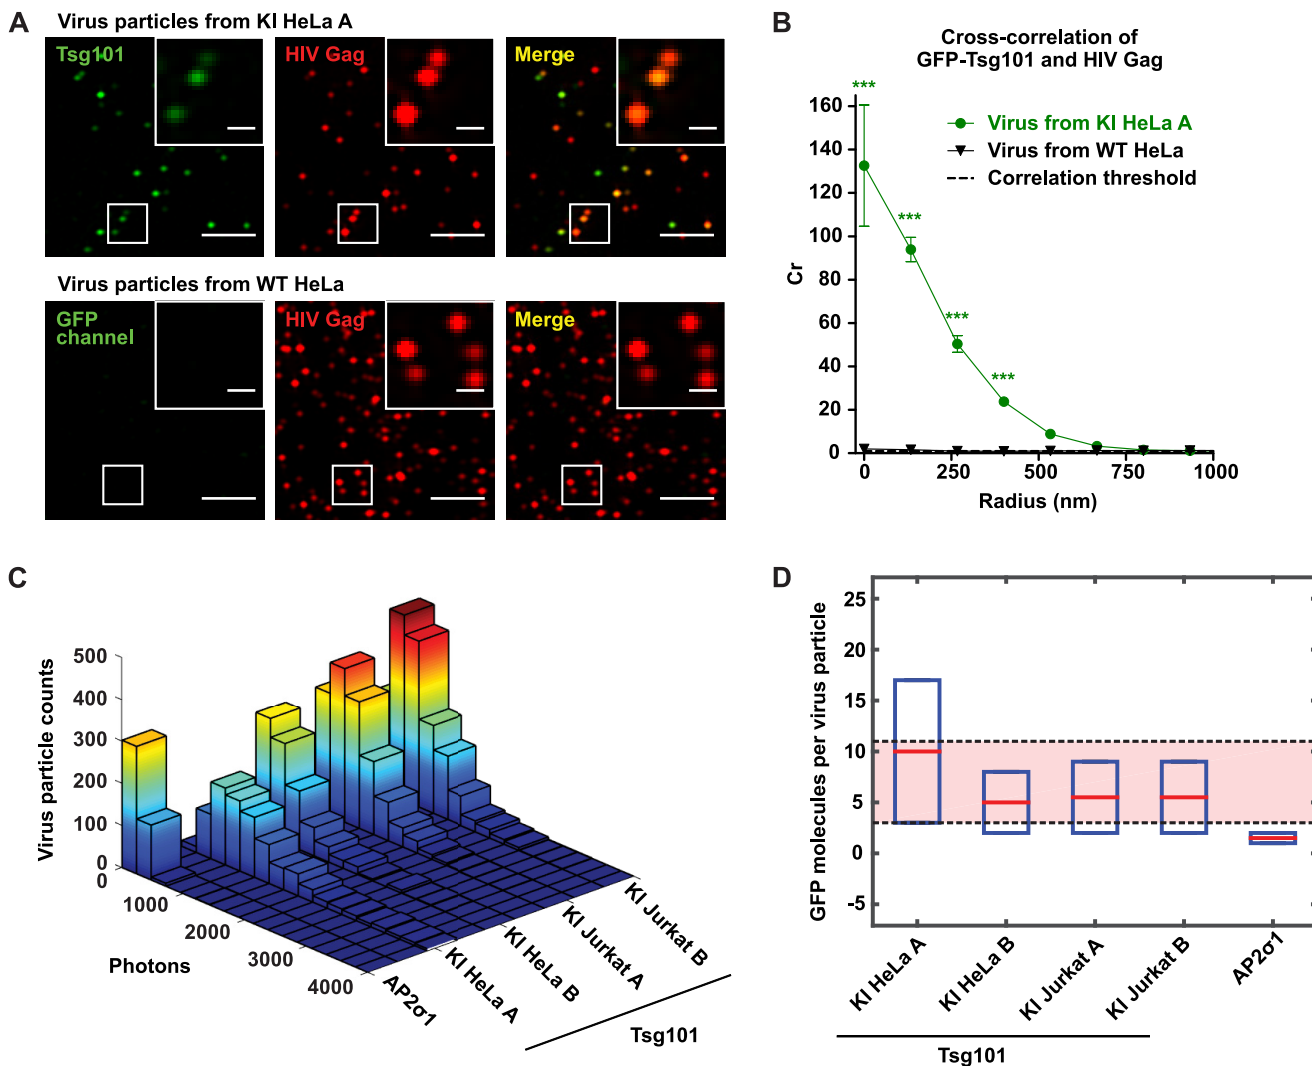 A
Virus particles from KI HeLa A
Tsg101
HIV Gag
Merge
Virus particles from WT HeLa
GFP
channel
HIV Gag
Merge
B
Cross-correlation of
GFP-Tsg101 and HIV Gag
***
***
***
***
Virus from KI HeLa A
Virus from WT HeLa
Correlation threshold
Cr
160
140
120
100
80
60
40
20
0
0
250
500
750
1000
Radius (nm)
C
Virus particle counts
500
400
300
200
100
0
0
1000
2000
3000
4000
Photons
AP2σ1
KI HeLa A
KI HeLa B
KI Jurkat A
KI Jurkat B
Tsg101
D
GFP molecules per virus particle
25
20
15
10
5
0
-5
KI HeLa A
KI HeLa B
KI Jurkat A
KI Jurkat B
AP2σ1
Tsg101